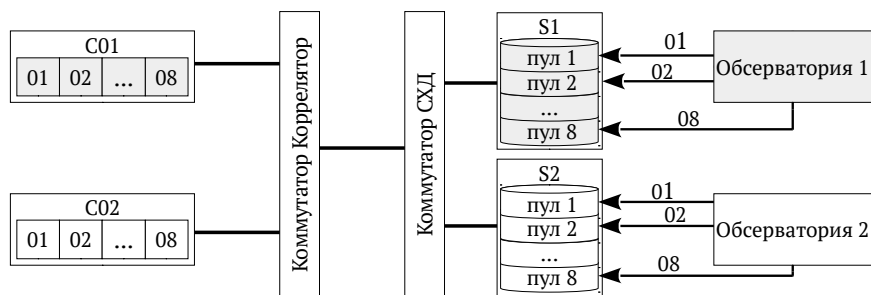 C01
01 02 ... 08
C02
01 02 ... 08
Коммутатор Коррелятор
Коммутатор СХД
S1
пул 1
пул 2
...
пул 8
01
02
08
Обсерватория 1
S2
пул 1
пул 2
...
пул 8
01
02
08
Обсерватория 2